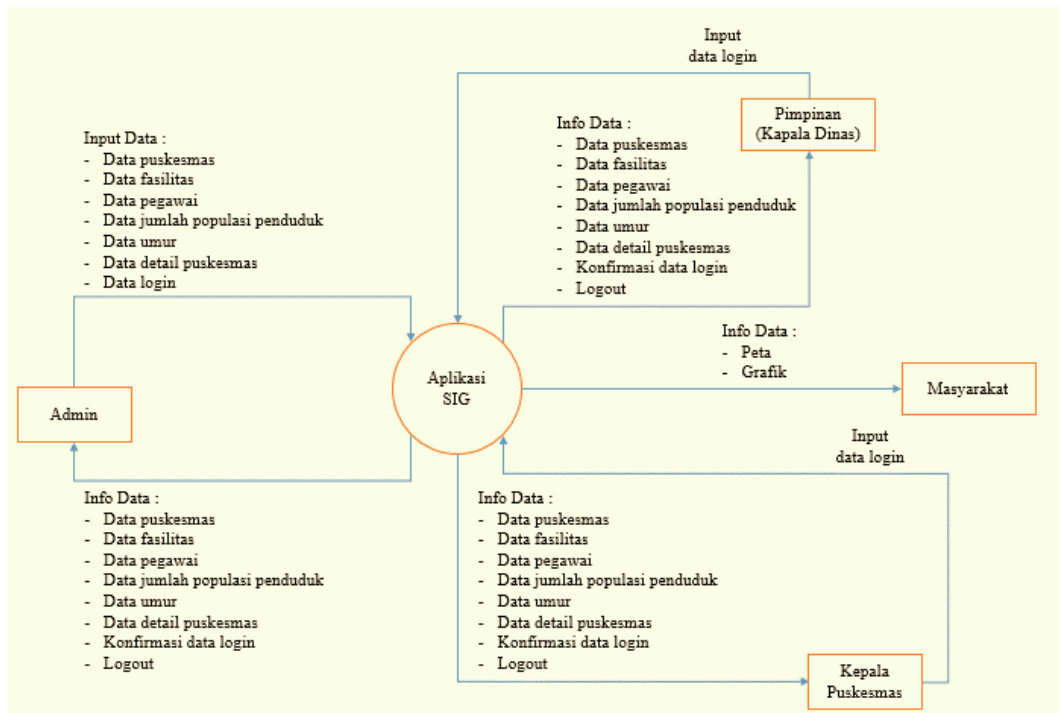 Input
data login
Pimpinan
(Kapala Dinas)
Input Data :
- Data puskesmas
- Data fasilitas
- Data pegawai
- Data jumlah populasi penduduk
- Data umur
- Data detail puskesmas
- Data login
Info Data :
- Data puskesmas
- Data fasilitas
- Data pegawai
- Data jumlah populasi penduduk
- Data umur
- Data detail puskesmas
- Konfirmasi data login
- Logout
Info Data :
- Peta
- Grafik
Aplikasi
SIG
Masyarakat
Admin
Input
data login
Info Data :
- Data puskesmas
- Data fasilitas
- Data pegawai
- Data jumlah populasi penduduk
- Data umur
- Data detail puskesmas
- Konfirmasi data login
- Logout
Info Data :
- Data puskesmas
- Data fasilitas
- Data pegawai
- Data jumlah populasi penduduk
- Data umur
- Data detail puskesmas
- Konfirmasi data login
- Logout
Kepala
Puskesmas